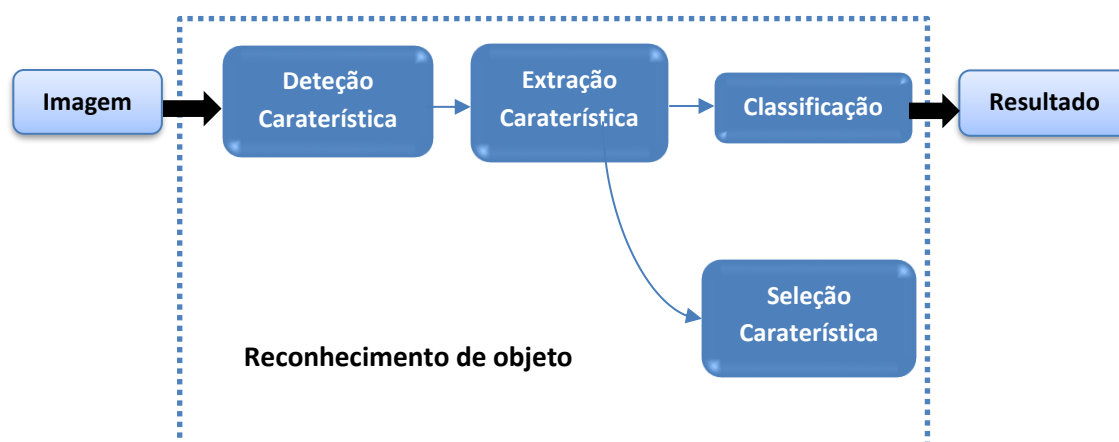 Imagem
Deteção
Caraterística
Extração
Caraterística
Classificação
Resultado
Seleção
Caraterística
Reconhecimento de objeto